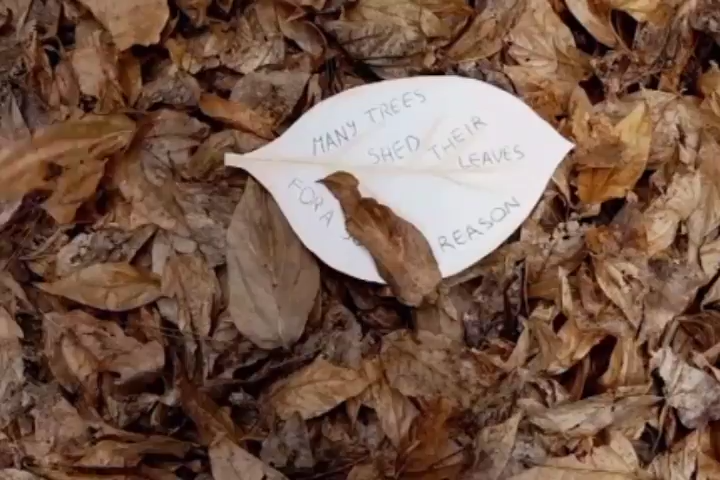 MANY TREES
SHED THEIR
LEAVES
FOR A
REASON